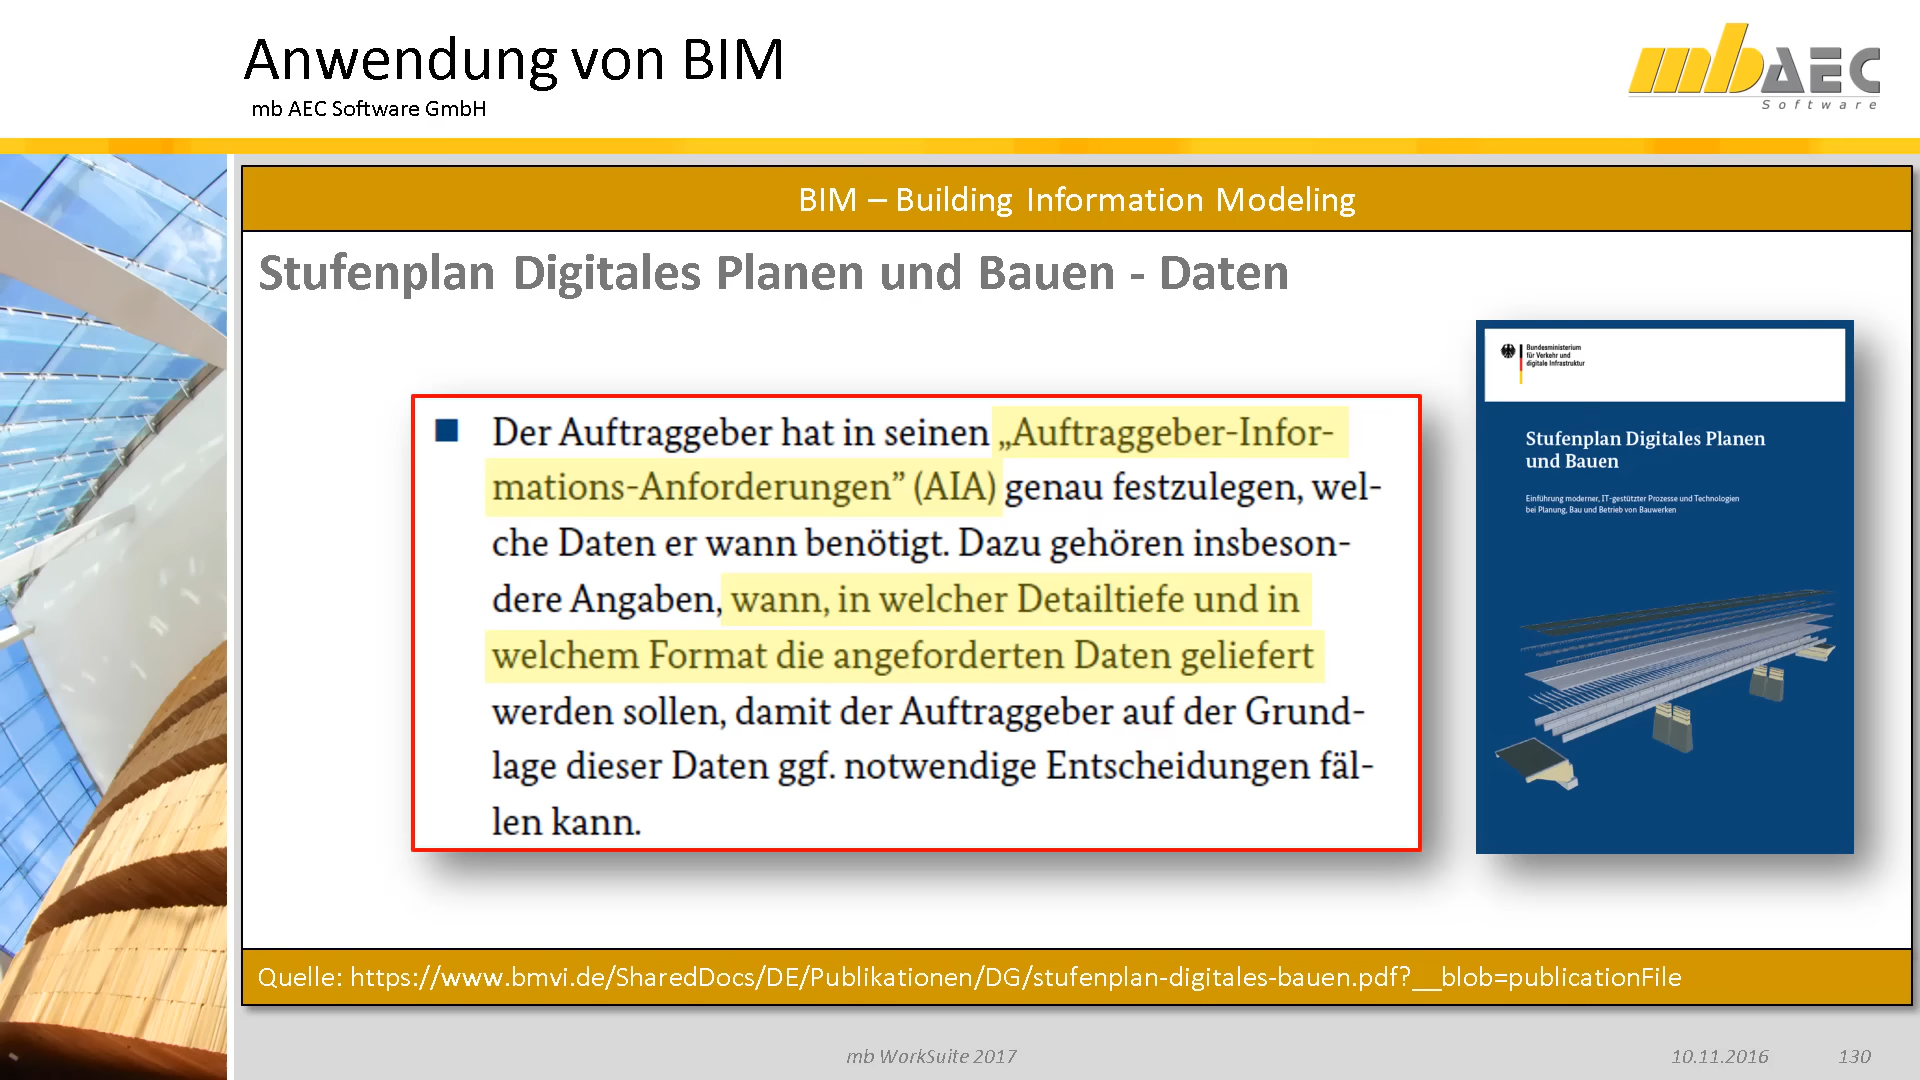 Anwendung von BIM
mb AEC Software GmbH
mb AEC
Software
BIM – Building Information Modeling
Stufenplan Digitales Planen und Bauen - Daten
Der Auftraggeber hat in seinen „Auftraggeber-Infor-
mations-Anforderungen” (AIA) genau festzulegen, wel-
che Daten er wann benötigt. Dazu gehören insbeson-
dere Angaben, wann, in welcher Detailtiefe und in
welchem Format die angeforderten Daten geliefert
werden sollen, damit der Auftraggeber auf der Grund-
lage dieser Daten ggf. notwendige Entscheidungen fäl-
len kann.
Bundesministerium
für Verkehr und
digitale Infrastruktur
Stufenplan Digitales Planen
und Bauen
Einführung moderner, IT-gestützter Prozesse und Technologien
bei Planung, Bau und Betrieb von Bauwerken
Quelle: https://www.bmvi.de/SharedDocs/DE/Publikationen/DG/stufenplan-digitales-bauen.pdf?__blob=publicationFile
mb WorkSuite 2017
10.11.2016
130